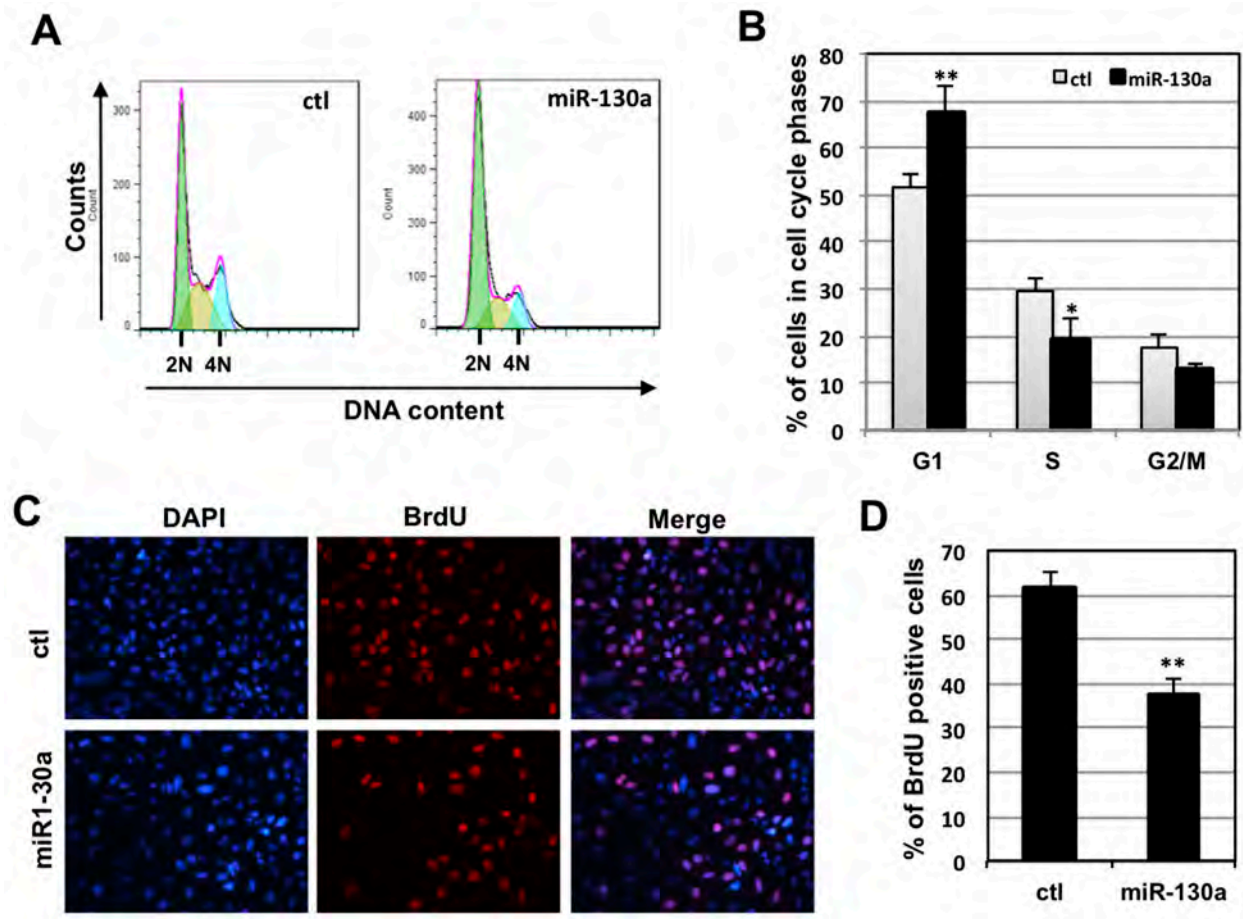 A
B
ctl
miR-130a
Counts
Count
300
200
100
0
Count
400
300
200
100
0
2N 4N
2N 4N
DNA content
% of cells in cell cycle phases
80
70
60
50
40
30
20
10
0
ctl miR-130a
**
*
G1 S G2/M
C
DAPI BrdU Merge
ctl
miR1-30a
D
% of BrdU positive cells
70
60
50
40
30
20
10
0
**
ctl miR-130a